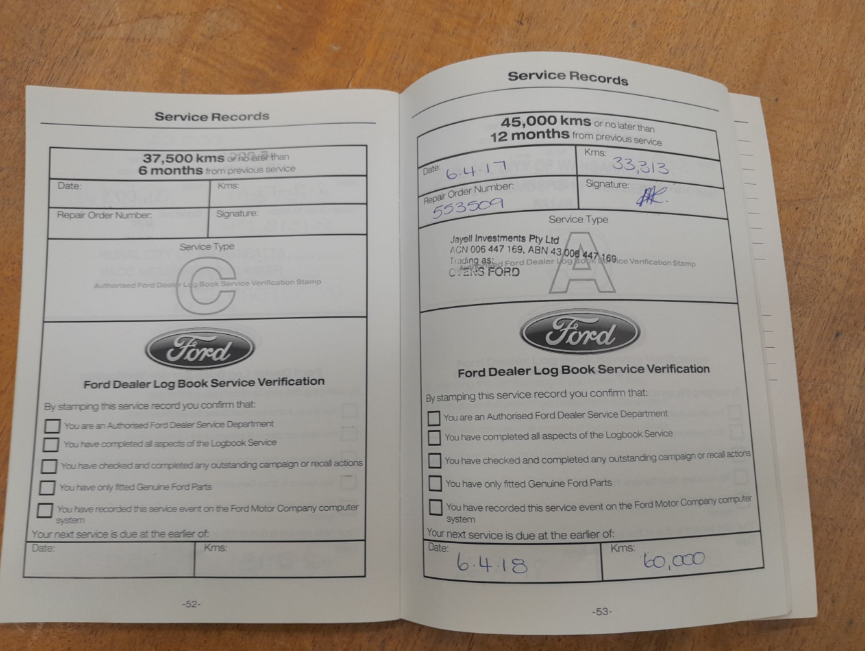 Service Records
37,500 kms or no later than
6 months from previous service
Date:
Kms:
Repair Order Number:
Signature:
Service Type
C
Authorised Ford Dealer Log Book Service Verification Stamp
Ford
Ford Dealer Log Book Service Verification
By stamping this service record you confirm that:
You are an Authorised Ford Dealer Service Department
You have completed all aspects of the Logbook Service
You have checked and completed any outstanding campaign or recall actions
You have only fitted Genuine Ford Parts
You have recorded this service event on the Ford Motor Company computer
system
Your next service is due at the earlier of:
Date:
Kms:
-52-
Service Records
45,000 kms or no later than
12 months from previous service
Date: 6.4.17
Kms: 33,313
Repair Order Number:
553509
Signature:
Service Type
A
Jayell Investments Pty Ltd
ACN 006 447 169, ABN 43 006 447 169
Trading as:
Ford Dealer Log Book Service Verification Stamp
FORD
Ford
Ford Dealer Log Book Service Verification
By stamping this service record you confirm that:
You are an Authorised Ford Dealer Service Department
You have completed all aspects of the Logbook Service
You have checked and completed any outstanding campaign or recall actions
You have only fitted Genuine Ford Parts
You have recorded this service event on the Ford Motor Company computer
system
Your next service is due at the earlier of:
Date: 6.4.18
Kms: 60,000
-53-